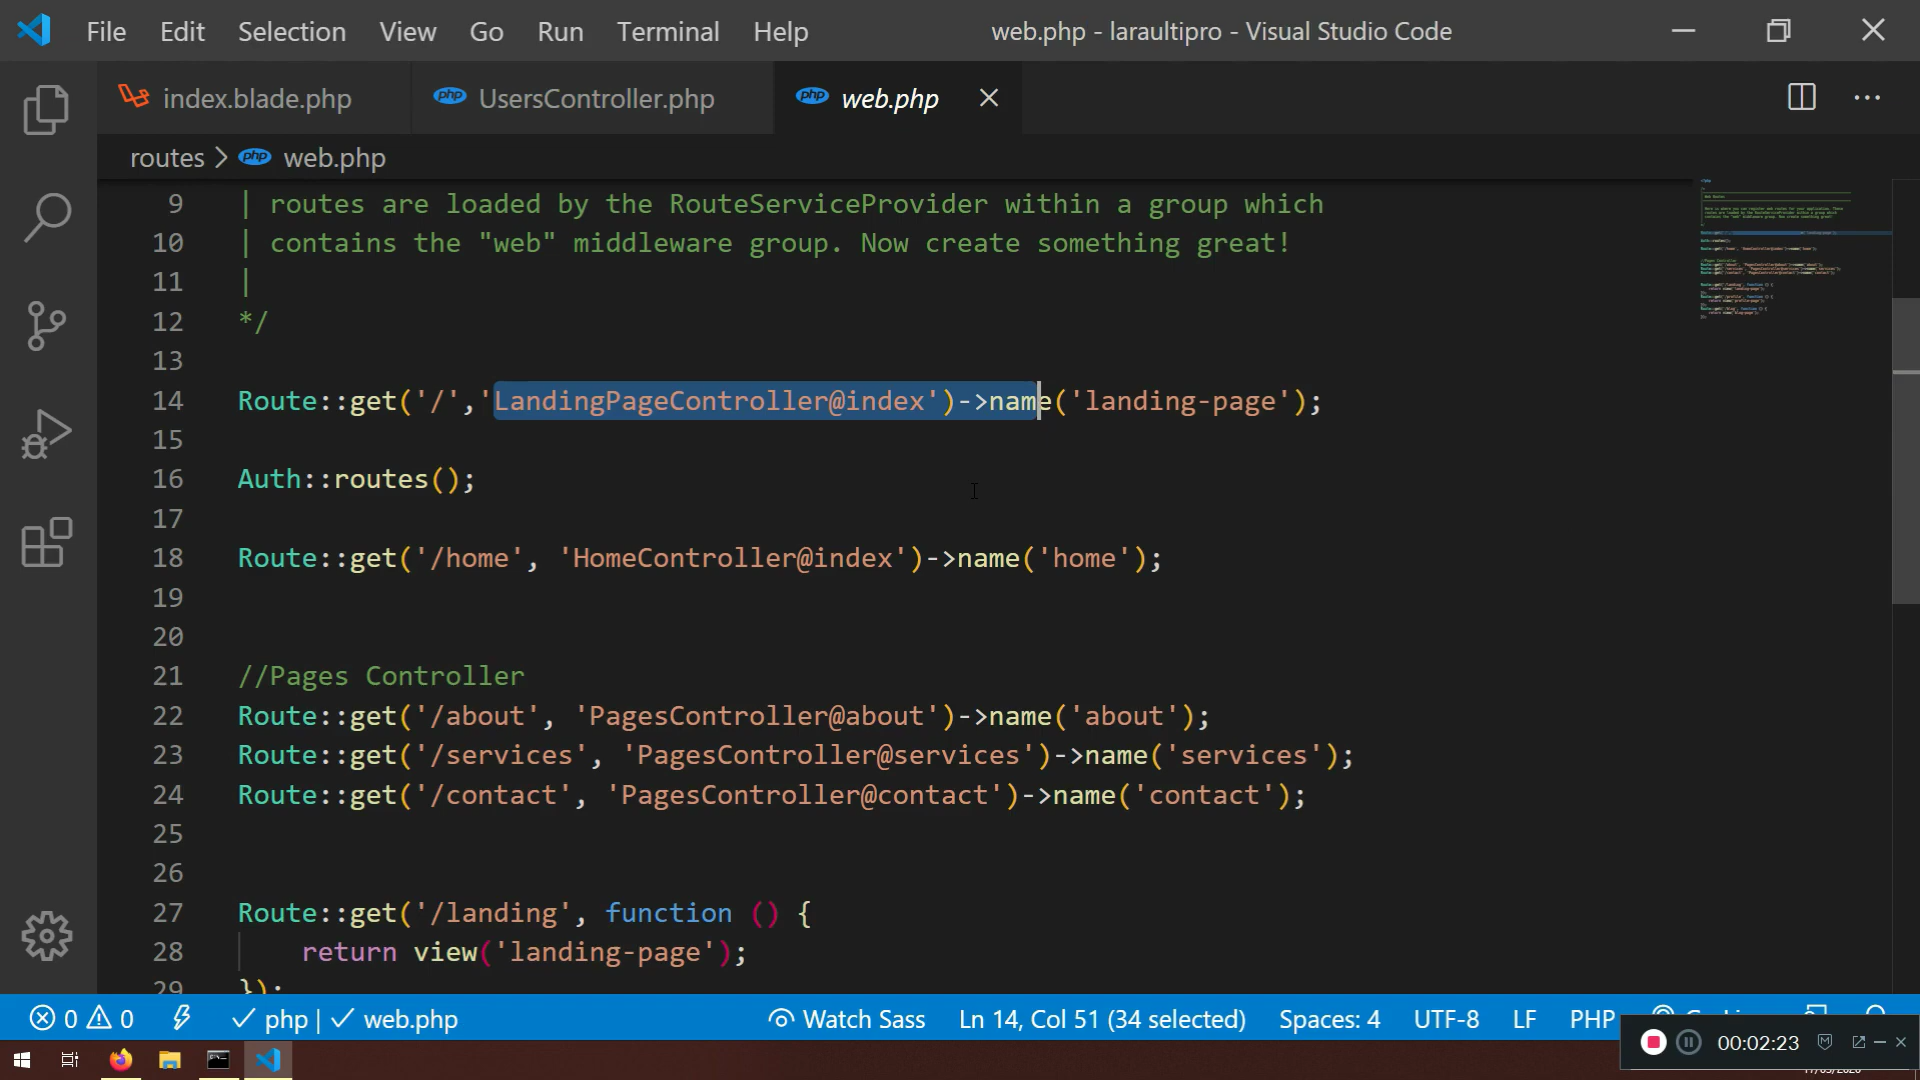 File Edit Selection View Go Run Terminal Help web.php - laraultipro - Visual Studio Code
index.blade.php php UsersController.php php web.php
routes > php web.php
9 | routes are loaded by the RouteServiceProvider within a group which
10 | contains the "web" middleware group. Now create something great!
11 |
12 */
13
14 Route::get('/','LandingPageController@index')->name('landing-page');
15
16 Auth::routes();
17
18 Route::get('/home', 'HomeController@index')->name('home');
19
20
21 //Pages Controller
22 Route::get('/about', 'PagesController@about')->name('about');
23 Route::get('/services', 'PagesController@services')->name('services');
24 Route::get('/contact', 'PagesController@contact')->name('contact');
25
26
27 Route::get('/landing', function () {
28 return view('landing-page');
29 });
0 0 php | web.php Watch Sass Ln 14, Col 51 (34 selected) Spaces: 4 UTF-8 LF PHP
00:02:23